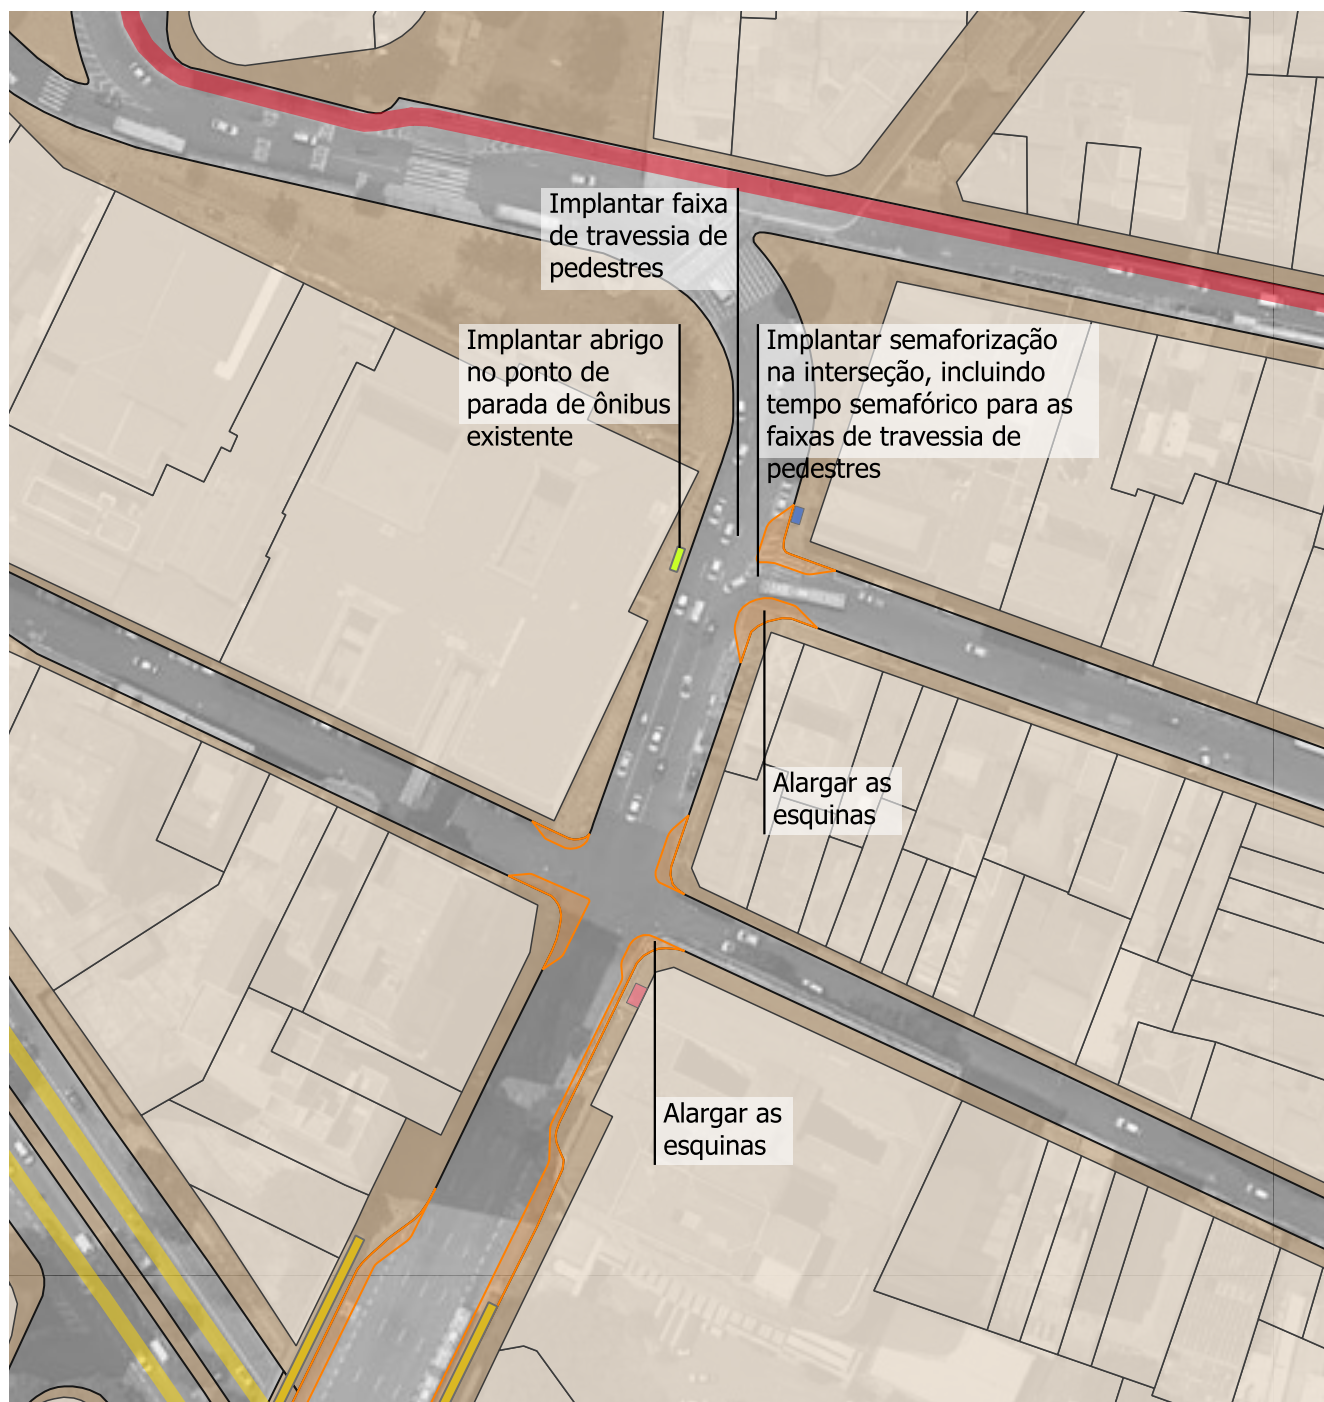 Implantar faixa
de travessia de
pedestres
Implantar abrigo
no ponto de
parada de ônibus
existente
Implantar semaforização
na interseção, incluindo
tempo semafórico para as
faixas de travessia de
pedestres
Alargar as
esquinas
Alargar as
esquinas